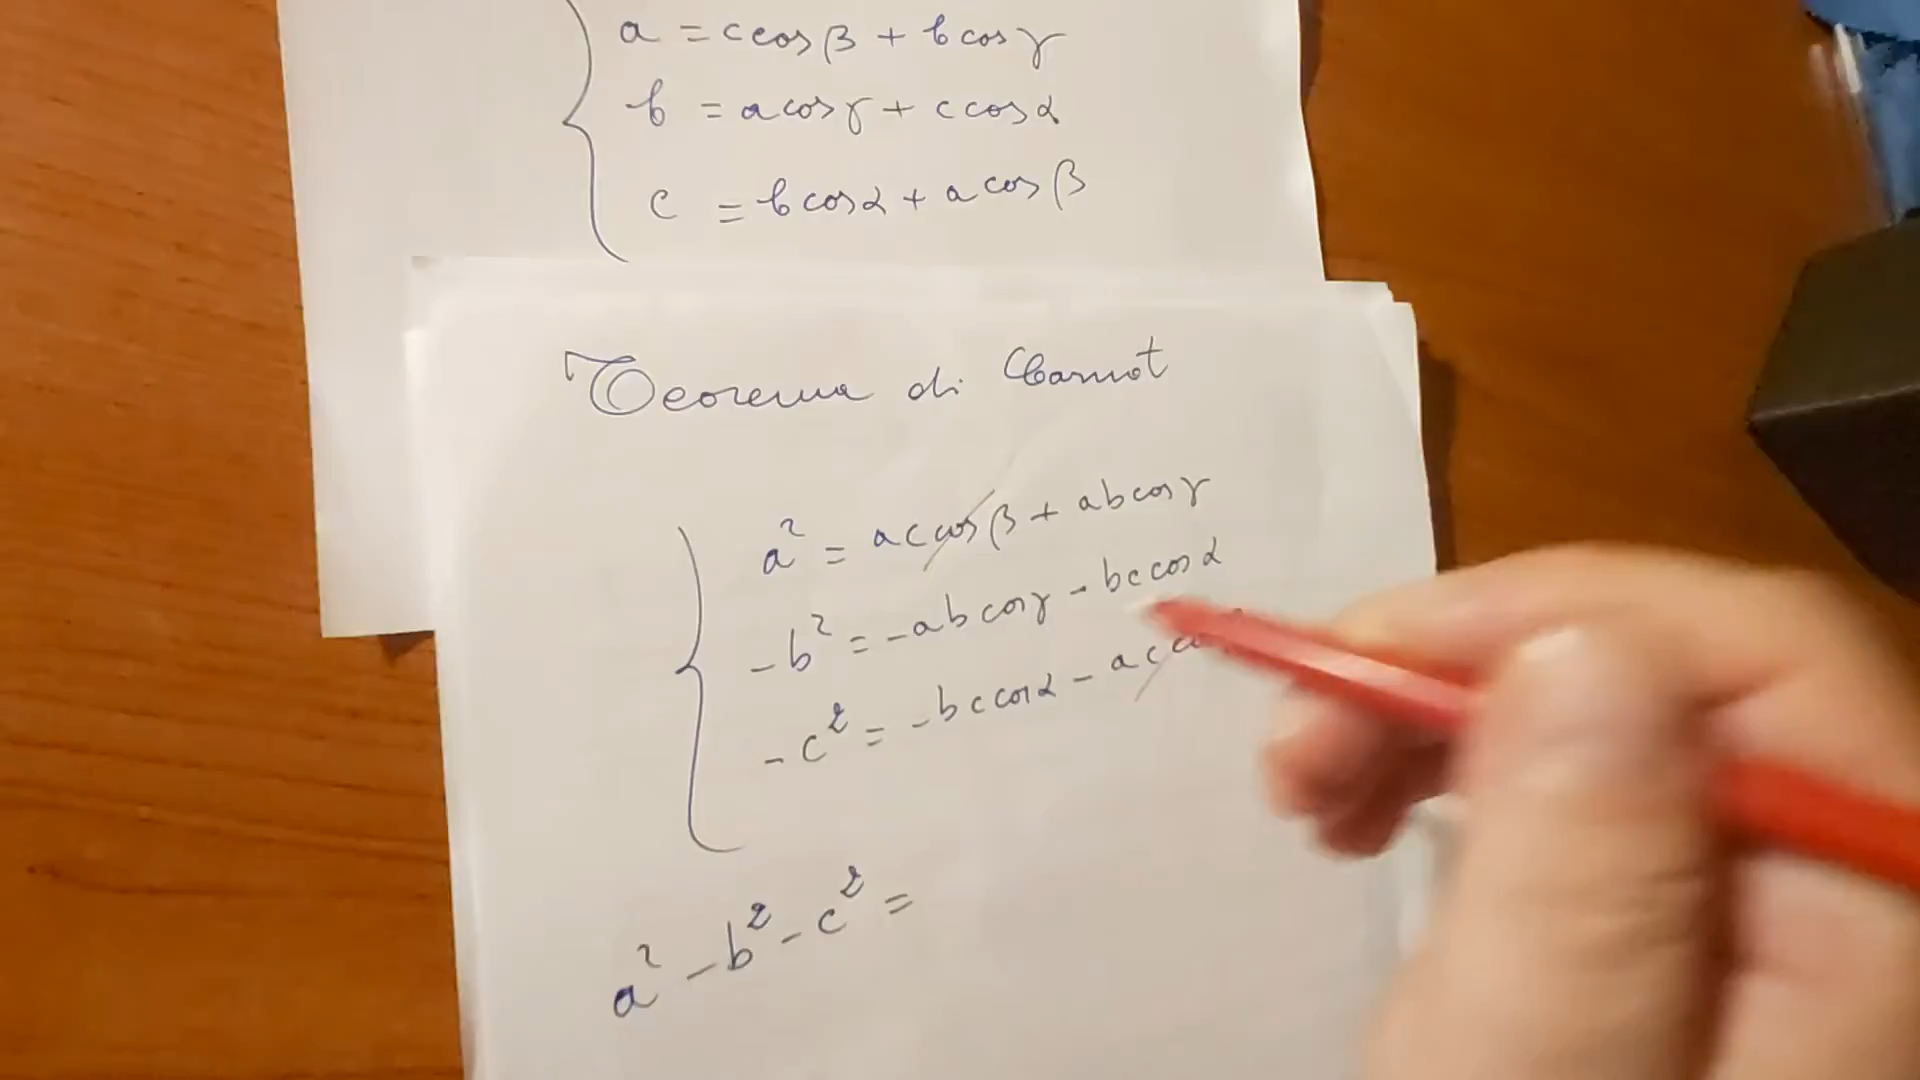 a = c cos β + b cos γ
b = a cos γ + c cos α
c = b cos α + a cos β
Teorema di Carnot
a² = ac cos β + ab cos γ
-b² = -ab cos γ - bc cos α
-c² = -bc cos α - ac
a² - b² - c² =